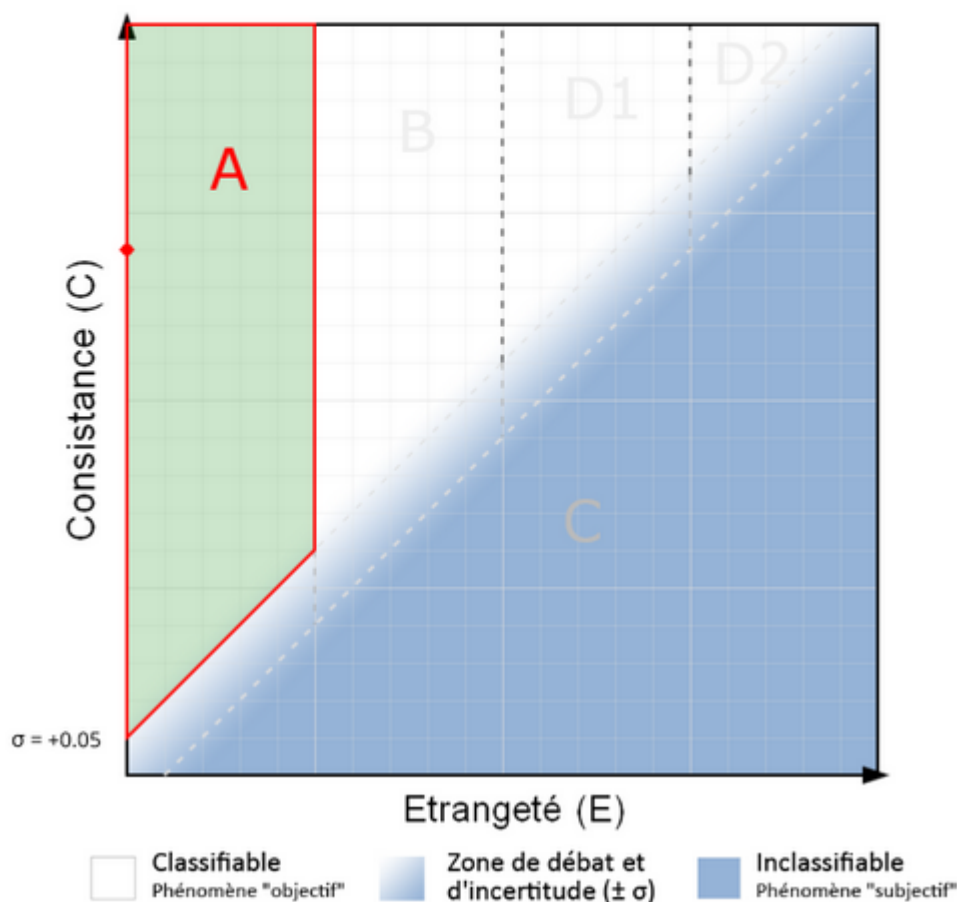 D2
D1
B
A
Consistance (C)
C
σ = +0.05
Etrangeté (E)
Classifiable
Phénomène "objectif"
Zone de débat et
d'incertitude (± σ)
Inclassifiable
Phénomène "subjectif"